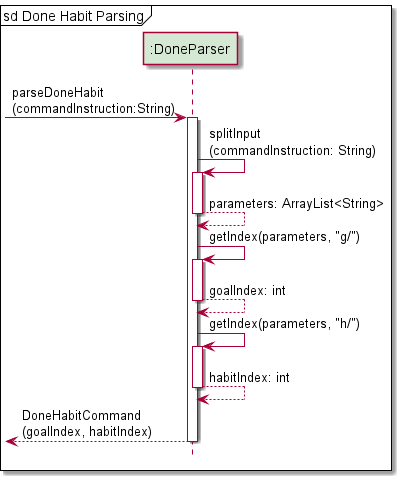 sd Done Habit Parsing
:DoneParser
parseDoneHabit
(commandInstruction:String)
splitInput
(commandInstruction: String)
parameters: ArrayList<String>
getIndex(parameters, "g/")
goalIndex: int
getIndex(parameters, "h/")
habitIndex: int
DoneHabitCommand
(goalIndex, habitIndex)